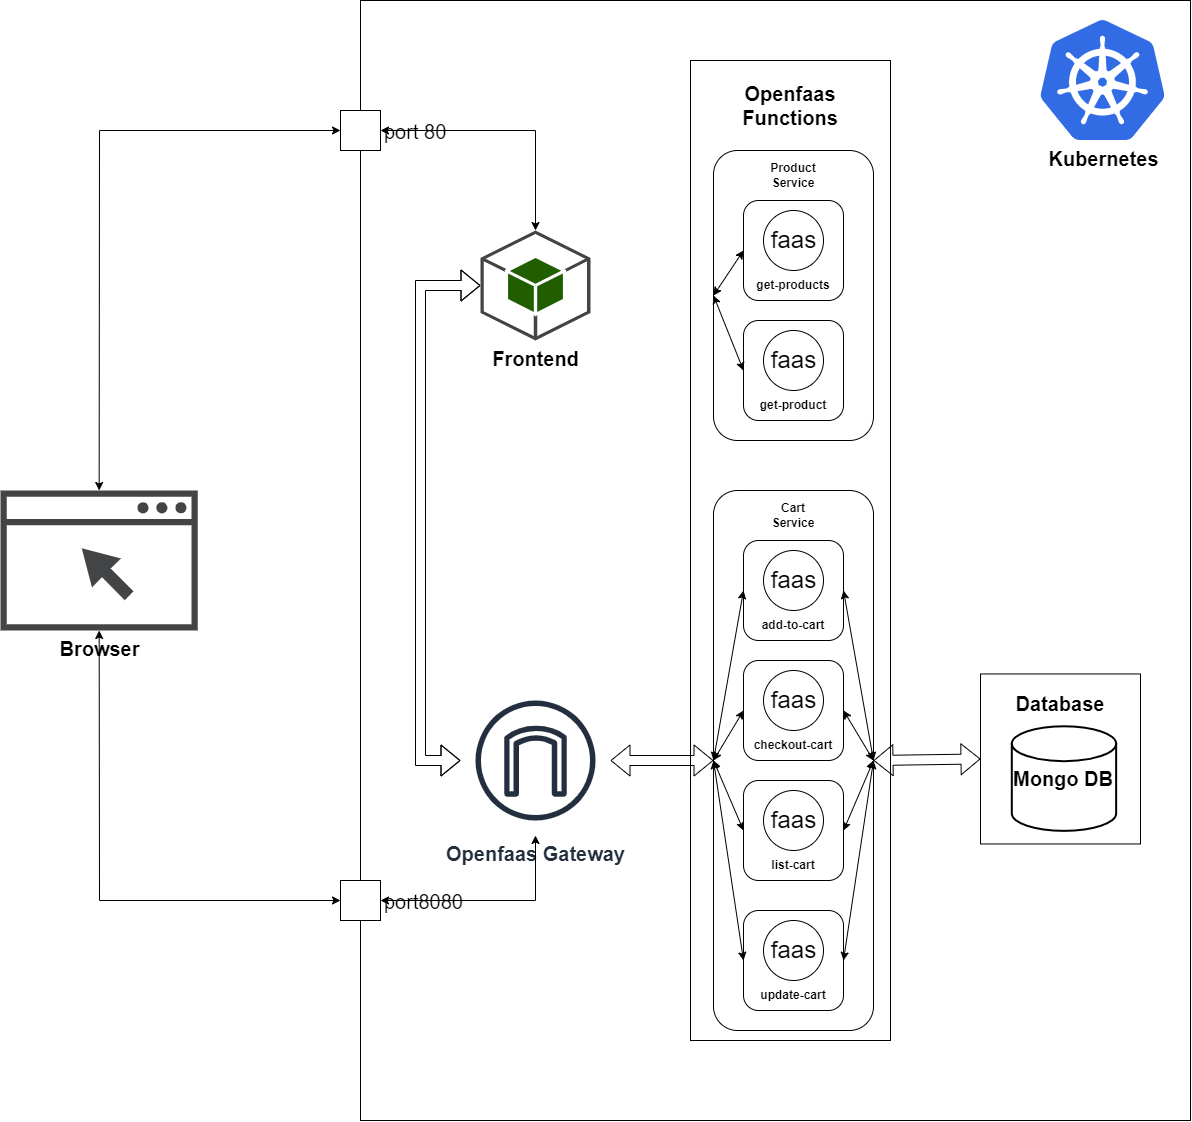 Openfaas
Functions
Kubernetes
port 80
Product
Service
faas
get-products
faas
get-product
Frontend
Cart
Service
faas
add-to-cart
Browser
faas
checkout-cart
Database
Mongo DB
faas
list-cart
Openfaas Gateway
port8080
faas
update-cart